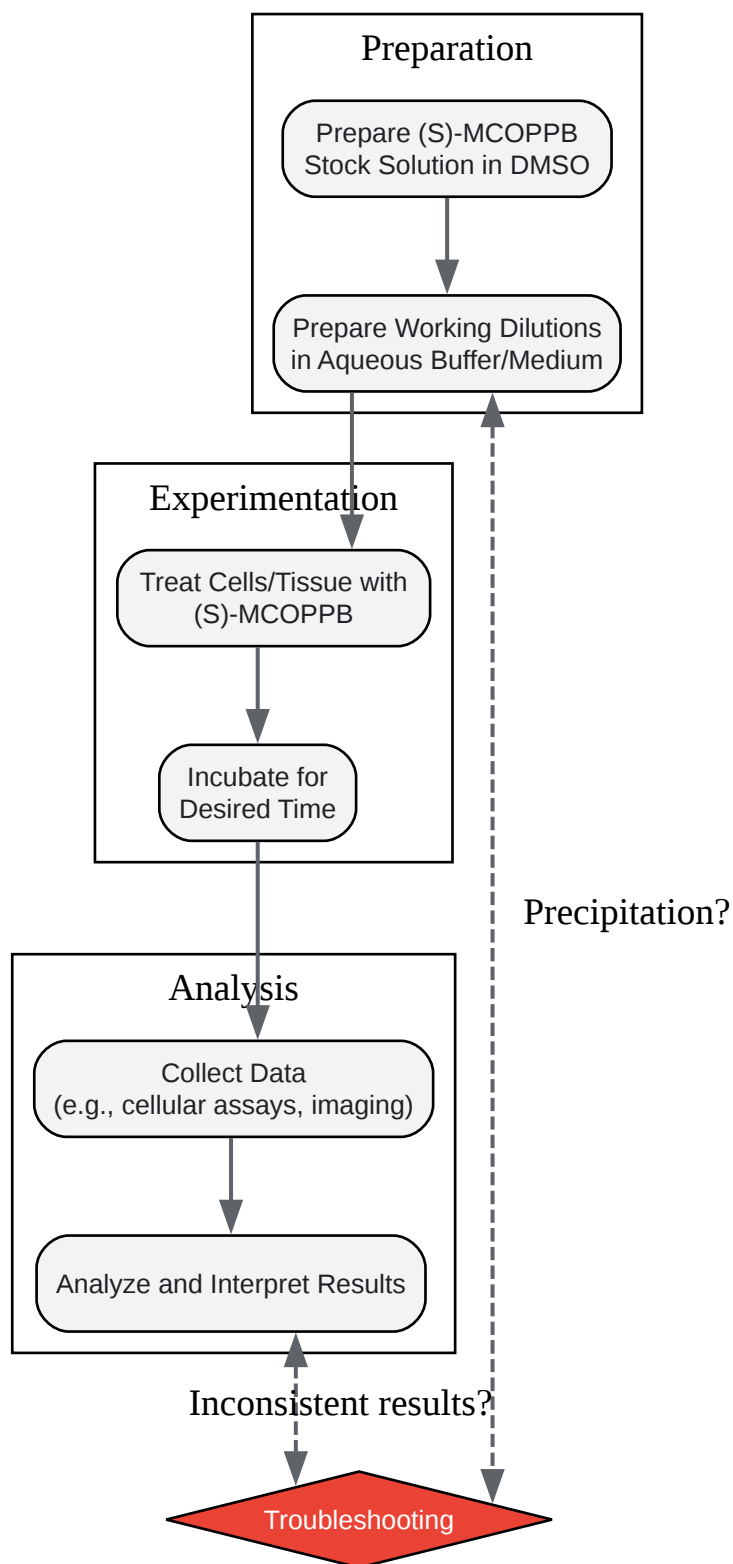 Preparation
Prepare (S)-MCOPPB
Stock Solution in DMSO
Prepare Working Dilutions
in Aqueous Buffer/Medium
Experimentation
Treat Cells/Tissue with
(S)-MCOPPB
Incubate for
Desired Time
Precipitation?
Analysis
Collect Data
(e.g., cellular assays, imaging)
Analyze and Interpret Results
Inconsistent results?
Troubleshooting